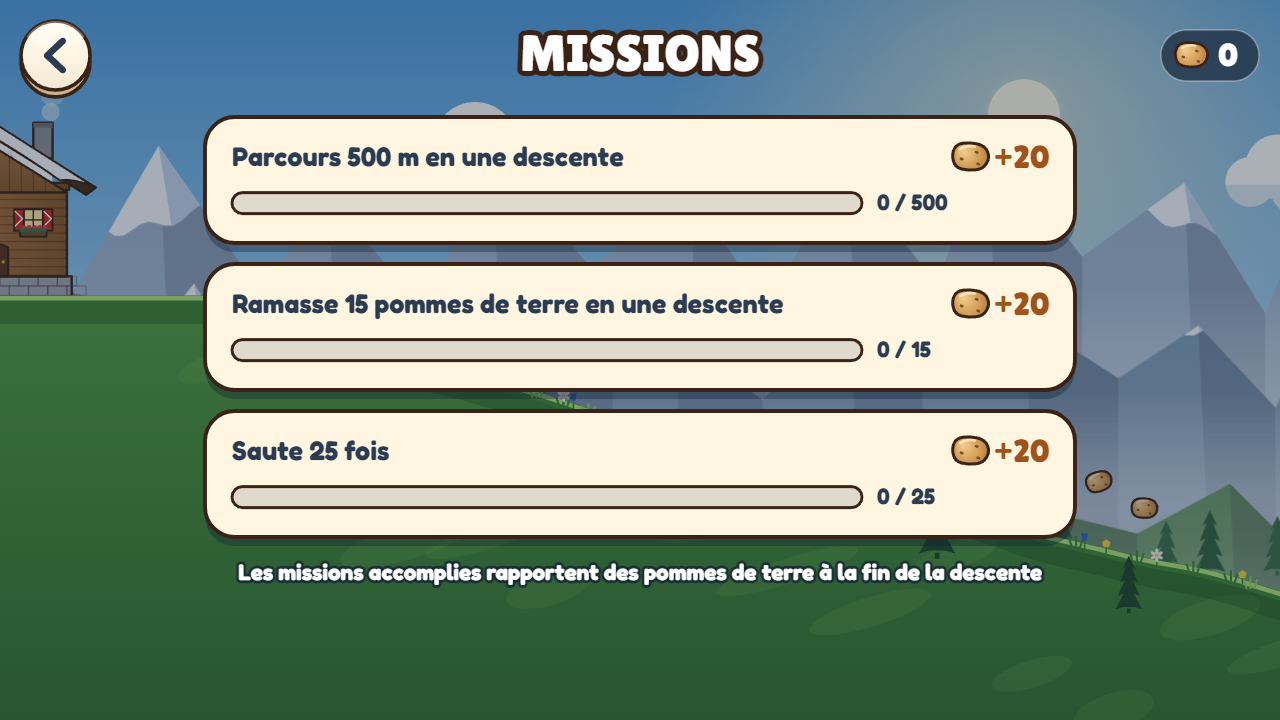 MISSIONS
0
Parcours 500 m en une descente
+20
0 / 500
Ramasse 15 pommes de terre en une descente
+20
0 / 15
Saute 25 fois
+20
0 / 25
Les missions accomplies rapportent des pommes de terre à la fin de la descente